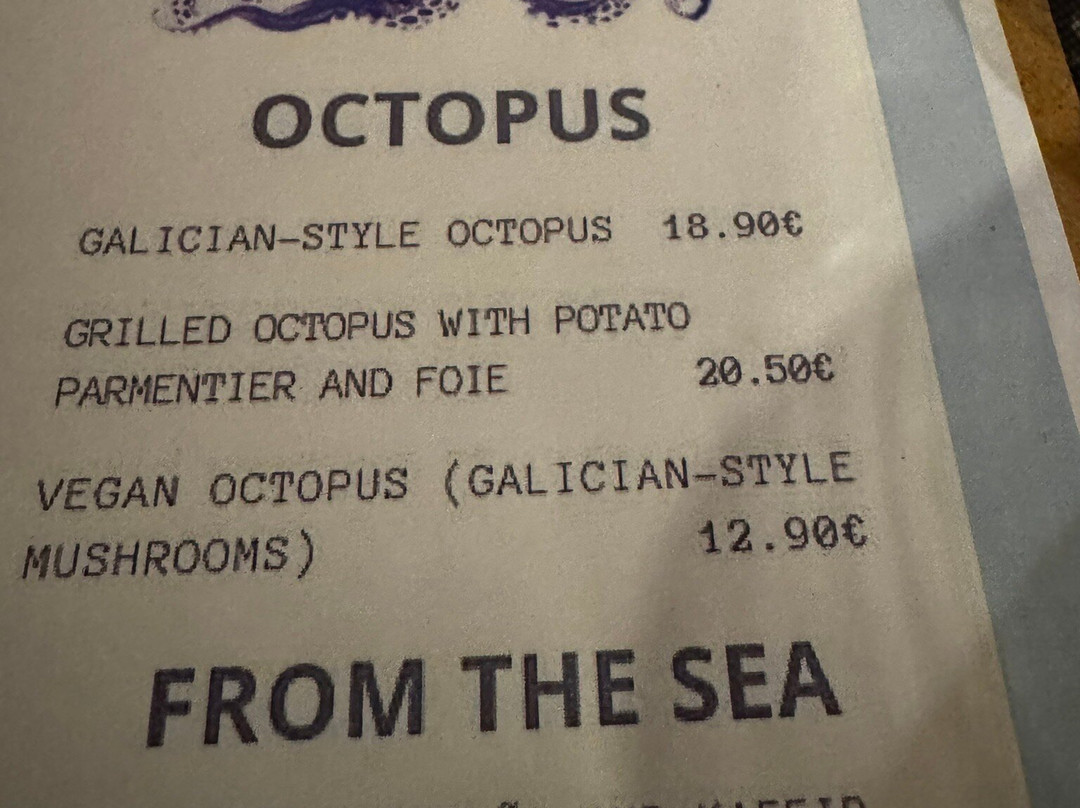 OCTOPUS
GALICIAN-STYLE OCTOPUS 18.90€
GRILLED OCTOPUS WITH POTATO
PARMENTIER AND FOIE 20.50€
VEGAN OCTOPUS (GALICIAN-STYLE
MUSHROOMS) 12.90€
FROM THE SEA